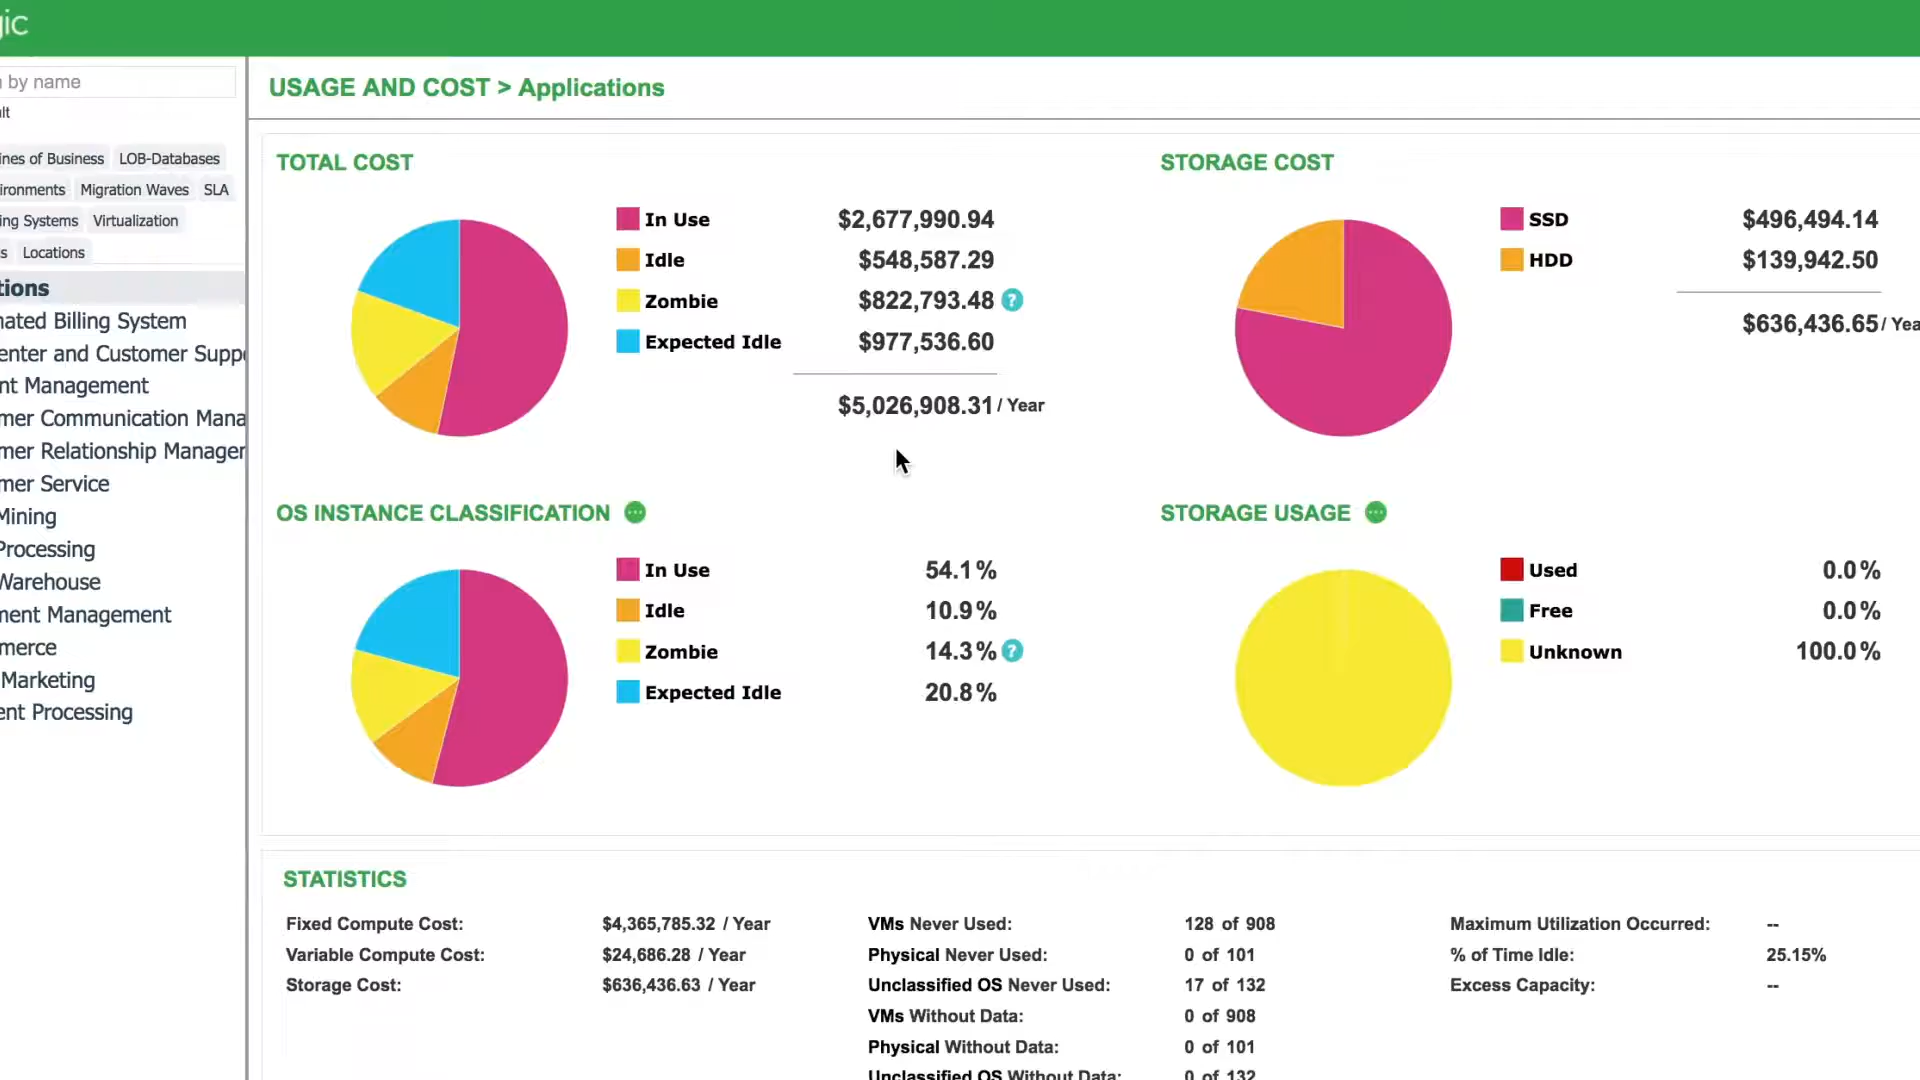 gic
by name
USAGE AND COST > Applications
lt
ines of Business LOB-Databases
ironments Migration Waves SLA
ing Systems Virtualization
s Locations
tions
nated Billing System
enter and Customer Supp
nt Management
mer Communication Mana
mer Relationship Manager
mer Service
Mining
Processing
Warehouse
ment Management
merce
Marketing
ent Processing
TOTAL COST
In Use $2,677,990.94
Idle $548,587.29
Zombie $822,793.48 ?
Expected Idle $977,536.60
$5,026,908.31 / Year
STORAGE COST
SSD $496,494.14
HDD $139,942.50
$636,436.65 / Yea
OS INSTANCE CLASSIFICATION
In Use 54.1%
Idle 10.9%
Zombie 14.3% ?
Expected Idle 20.8%
STORAGE USAGE
Used 0.0%
Free 0.0%
Unknown 100.0%
STATISTICS
Fixed Compute Cost: $4,365,785.32 / Year
Variable Compute Cost: $24,686.28 / Year
Storage Cost: $636,436.63 / Year
VMs Never Used: 128 of 908
Physical Never Used: 0 of 101
Unclassified OS Never Used: 17 of 132
VMs Without Data: 0 of 908
Physical Without Data: 0 of 101
Unclassified OS Without Data: 0 of 132
Maximum Utilization Occurred: --
% of Time Idle: 25.15%
Excess Capacity: --